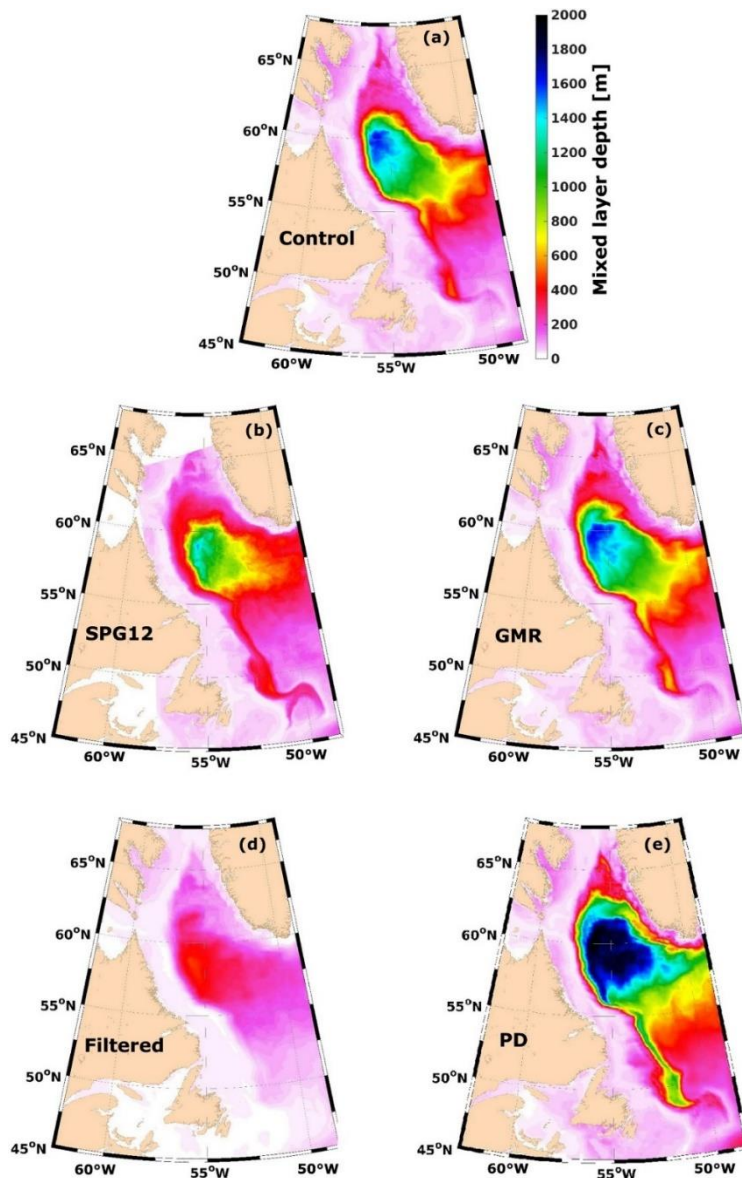 (a)
65°N
60°N
55°N
50°N
45°N
60°W
55°W
50°W
Control
2000
1800
1600
1400
1200
1000
800
600
400
200
0
Mixed layer depth [m]
(b)
65°N
60°N
55°N
50°N
45°N
60°W
55°W
50°W
SPG12
(c)
65°N
60°N
55°N
50°N
45°N
60°W
55°W
50°W
GMR
(d)
65°N
60°N
55°N
50°N
45°N
60°W
55°W
50°W
Filtered
(e)
65°N
60°N
55°N
50°N
45°N
60°W
55°W
50°W
PD